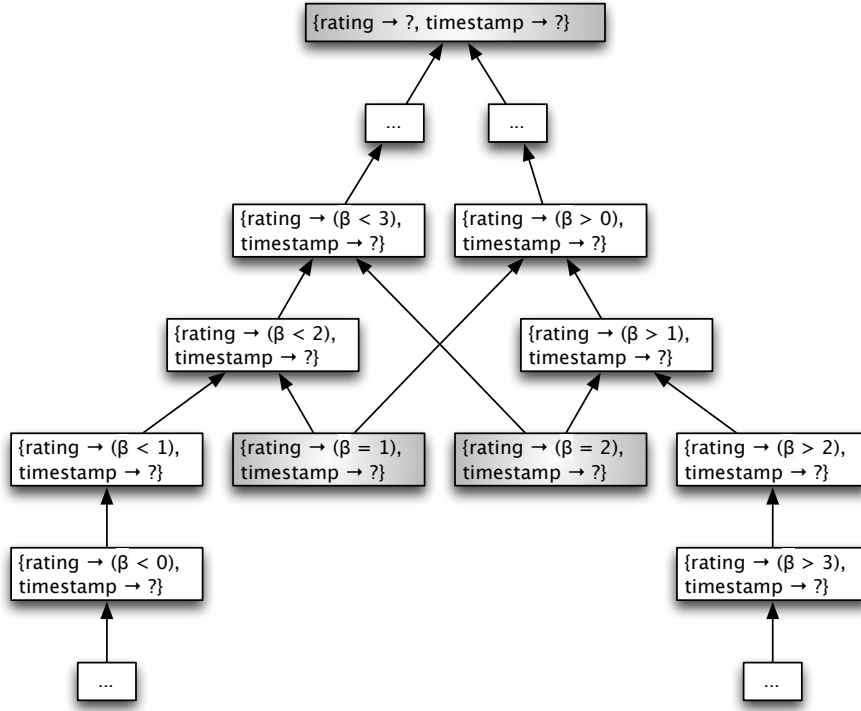 {rating → ?, timestamp → ?}
...
...
{rating → (β < 3),
timestamp → ?}
{rating → (β > 0),
timestamp → ?}
{rating → (β < 2),
timestamp → ?}
{rating → (β > 1),
timestamp → ?}
{rating → (β < 1),
timestamp → ?}
{rating → (β = 1),
timestamp → ?}
{rating → (β = 2),
timestamp → ?}
{rating → (β > 2),
timestamp → ?}
{rating → (β < 0),
timestamp → ?}
{rating → (β > 3),
timestamp → ?}
...
...